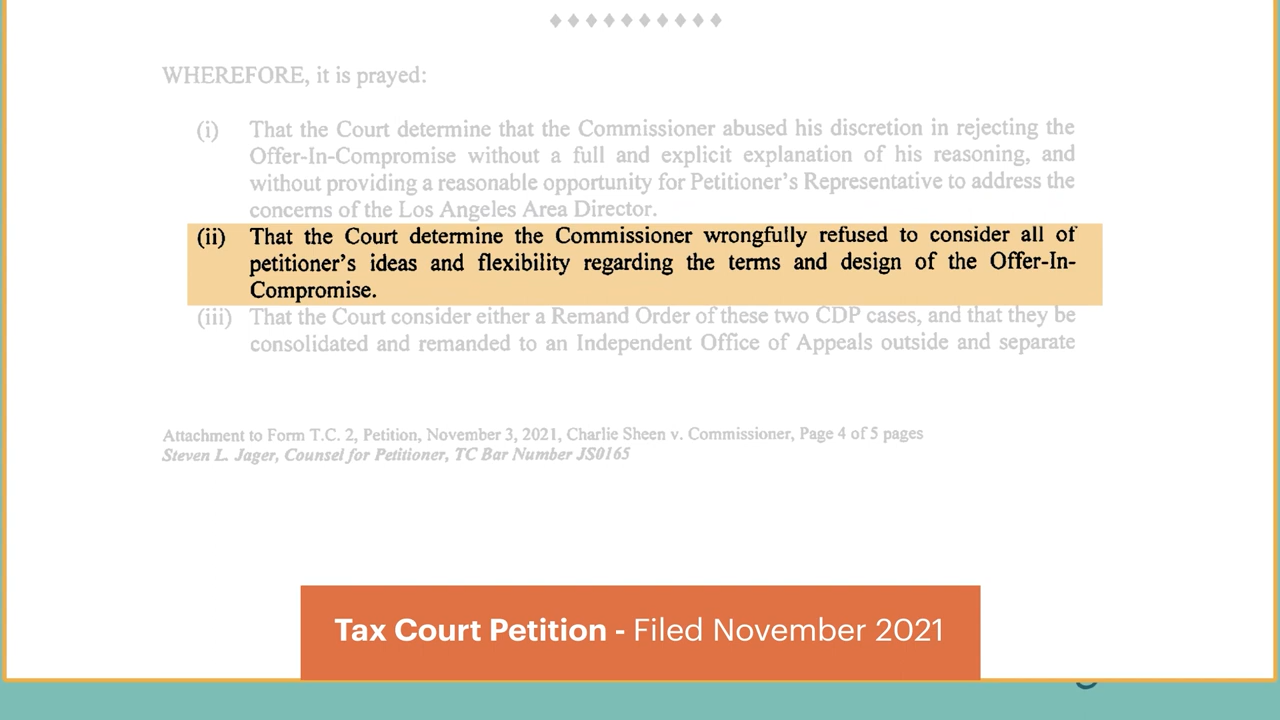 WHEREFORE, it is prayed:
(i) That the Court determine that the Commissioner abused his discretion in rejecting the
Offer-In-Compromise without a full and explicit explanation of his reasoning, and
without providing a reasonable opportunity for Petitioner's Representative to address the
concerns of the Los Angeles Area Director.
(ii) That the Court determine the Commissioner wrongfully refused to consider all of
petitioner's ideas and flexibility regarding the terms and design of the Offer-In-
Compromise.
(iii) That the Court consider either a Remand Order of these two CDP cases, and that they be
consolidated and remanded to an Independent Office of Appeals outside and separate
Attachment to Form T.C. 2, Petition, November 3, 2021, Charlie Sheen v. Commissioner, Page 4 of 5 pages
Steven L. Jager, Counsel for Petitioner, TC Bar Number JS0165
Tax Court Petition - Filed November 2021